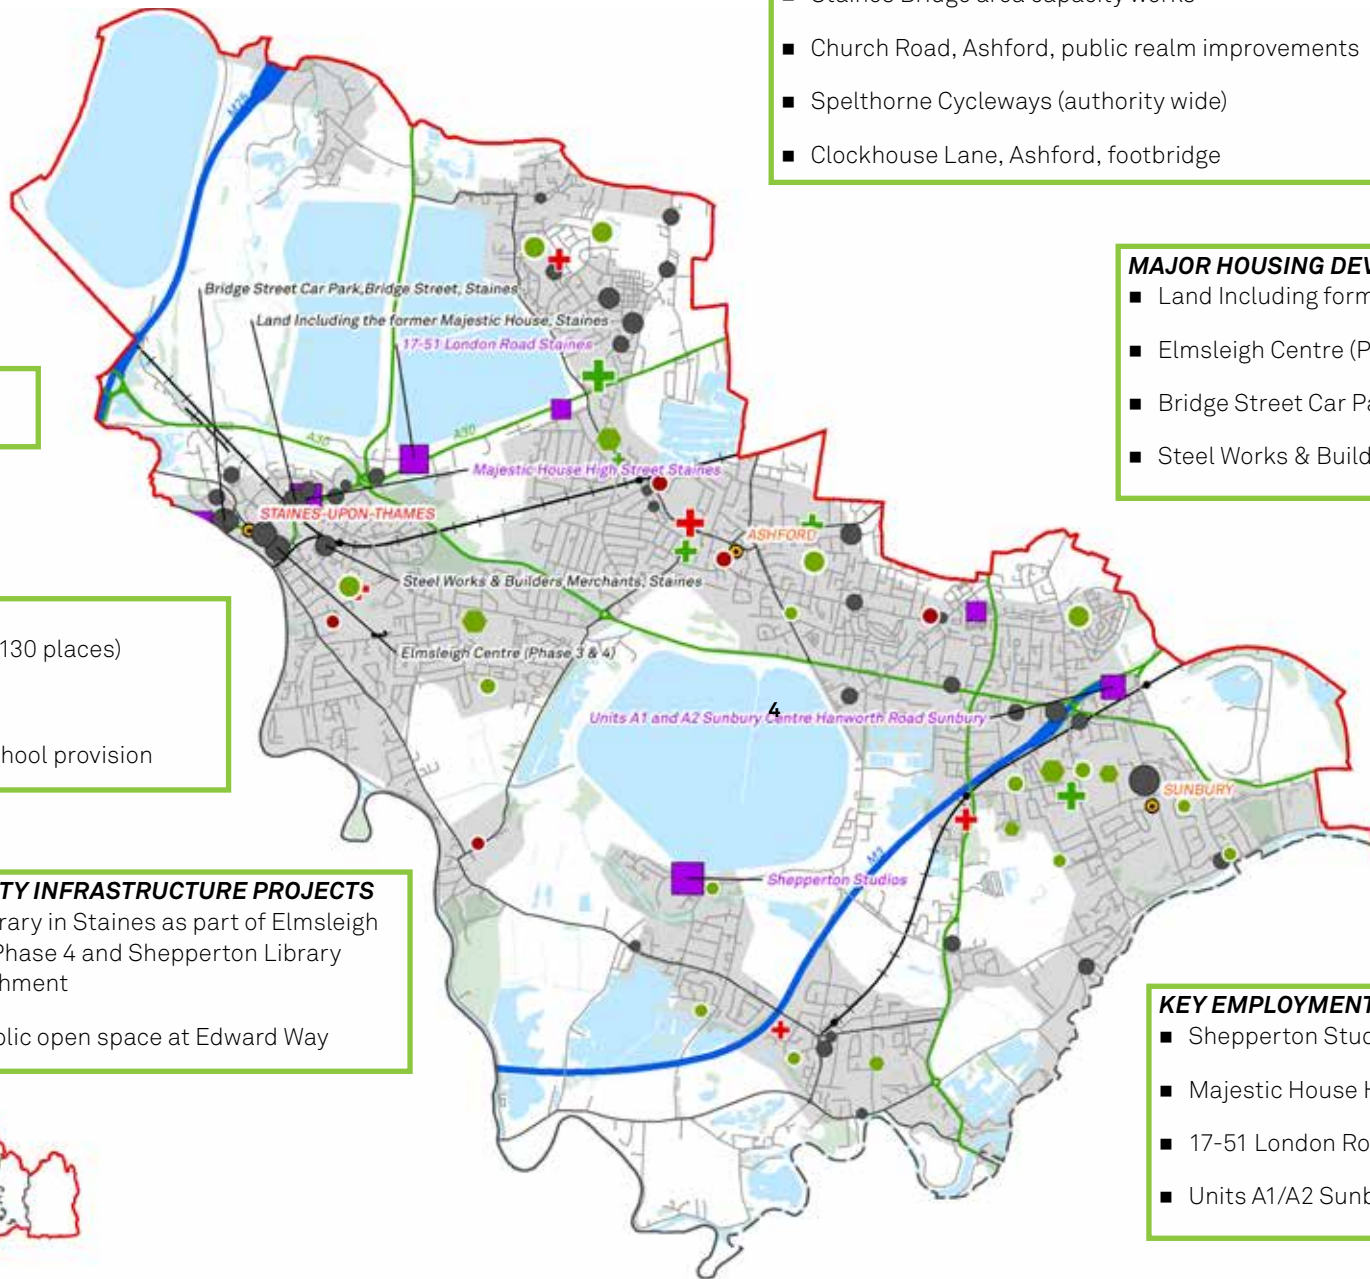 Staines Bridge area capacity works
■ Church Road, Ashford, public realm improvements
■ Spelthorne Cycleways (authority wide)
■ Clockhouse Lane, Ashford, footbridge
MAJOR HOUSING DEV
■ Land Including form
■ Elmsleigh Centre (P
■ Bridge Street Car Pa
■ Steel Works & Build
M25
Bridge Street Car Park,Bridge Street, Staines
Land Including the former Majestic House, Staines
17-51 London Road Staines
A30
A30
Majestic House High Street Staines
STAINES-UPON-THAMES
ASHFORD
Steel Works & Builders Merchants, Staines
Elmsleigh Centre (Phase 3 & 4)
4
Units A1 and A2 Sunbury Centre Hanworth Road Sunbury
SUNBURY
M3
Shepperton Studios
130 places)
hool provision
TY INFRASTRUCTURE PROJECTS
rary in Staines as part of Elmsleigh
Phase 4 and Shepperton Library
hment
blic open space at Edward Way
KEY EMPLOYMENT
■ Shepperton Stud
■ Majestic House H
■ 17-51 London Ro
■ Units A1/A2 Sunb